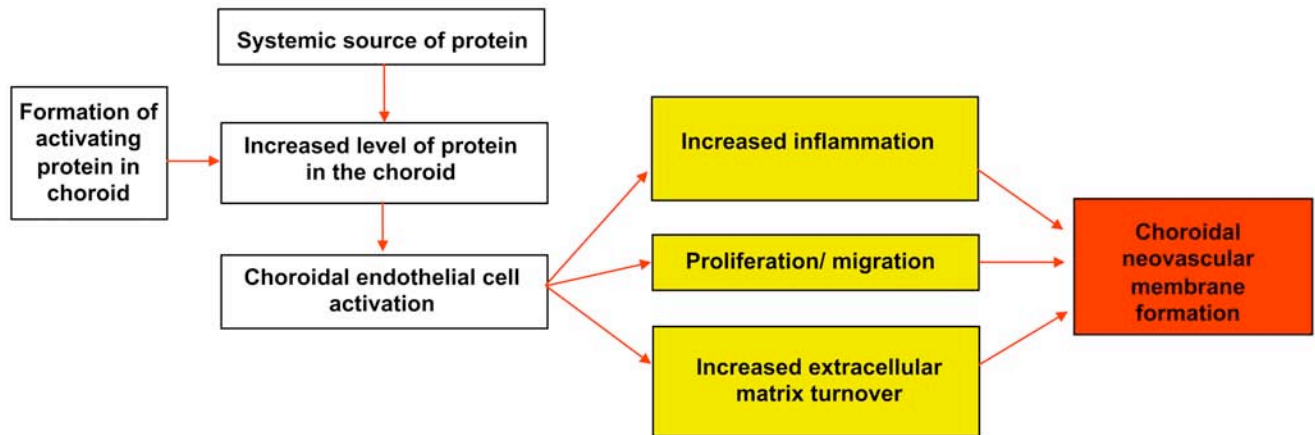 Systemic source of protein
Formation of
activating
protein in
choroid
Increased level of protein
in the choroid
Choroidal endothelial cell
activation
Increased inflammation
Proliferation/ migration
Increased extracellular
matrix turnover
Choroidal
neovascular
membrane
formation